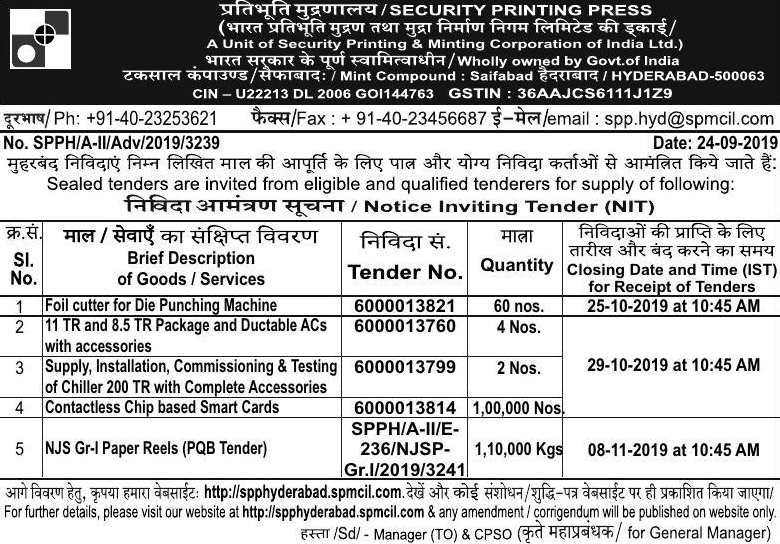 प्रतिभूति मुद्रणालय /SECURITY PRINTING PRESS
(भारत प्रतिभूति मुद्रण तथा मुद्रा निर्माण निगम लिमिटेड की इकाई/
A Unit of Security Printing & Minting Corporation of India Ltd.)
भारत सरकार के पूर्ण स्वामित्वाधीन/Wholly owned by Govt.of India
टकसाल कंपाउण्ड/सैफाबादः/ Mint Compound : Saifabad हैदराबाद / HYDERABAD-500063
CIN – U22213 DL 2006 GOI144763 GSTIN : 36AAJCS6111J1Z9
दूरभाष/ Ph: +91-40-23253621 फैक्स/Fax : + 91-40-23456687 ई-मेल/email : spp.hyd@spmcil.com
No. SPPH/A-II/Adv/2019/3239 Date: 24-09-2019
मुहरबंद निविदाएं निम्न लिखित माल की आपूर्ति के लिए पात्र और योग्य निविदा कर्ताओं से आमंत्रित किये जाते हैं:
Sealed tenders are invited from eligible and qualified tenderers for supply of following:
निविदा आमंत्रण सूचना / Notice Inviting Tender (NIT)
क्र.सं. Sl. No.
माल / सेवाएँ का संक्षिप्त विवरण
Brief Description
of Goods / Services
निविदा सं.
Tender No.
मात्रा
Quantity
निविदाओं की प्राप्ति के लिए
तारीख और बंद करने का समय
Closing Date and Time (IST)
for Receipt of Tenders
1 Foil cutter for Die Punching Machine 6000013821 60 nos. 25-10-2019 at 10:45 AM
2 11 TR and 8.5 TR Package and Ductable ACs 6000013760 4 Nos.
with accessories
3 Supply, Installation, Commissioning & Testing 6000013799 2 Nos. 29-10-2019 at 10:45 AM
of Chiller 200 TR with Complete Accessories
4 Contactless Chip based Smart Cards 6000013814 1,00,000 Nos.
5 NJS Gr-I Paper Reels (PQB Tender) SPPH/A-II/E-
236/NJSP-
Gr.I/2019/3241 1,10,000 Kgs 08-11-2019 at 10:45 AM
आगे विवरण हेतु, कृपया हमारा वेबसाईटः http://spphyderabad.spmcil.com. देखें और कोई संशोधन/शुद्धि-पत्र वेबसाईट पर ही प्रकाशित किया जाएगा/
For further details, please visit our website at http://spphyderabad.spmcil.com & any amendment / corrigendum will be published on website only.
हस्ता /Sd/ - Manager (TO) & CPSO (कृते महाप्रबंधक/ for General Manager)